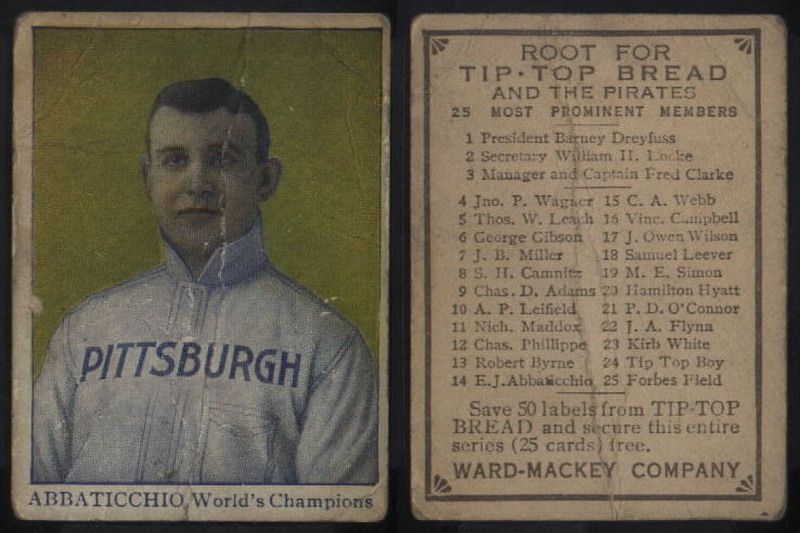 PITTSBURGH
ABBATICCHIO, World's Champions
ROOT FOR
TIP·TOP BREAD
AND THE PIRATES
25 MOST PROMINENT MEMBERS
1 President Barney Dreyfuss
2 Secretary William H. Locke
3 Manager and Captain Fred Clarke
4 Jno. P. Wagner 15 C. A. Webb
5 Thos. W. Leach 16 Vinc. Campbell
6 George Gibson 17 J. Owen Wilson
7 J. B. Miller 18 Samuel Leever
8 S. H. Camnitz 19 M. E. Simon
9 Chas. D. Adams 20 Hamilton Hyatt
10 A. P. Leifield 21 P. D. O'Connor
11 Nich. Maddox 22 J. A. Flynn
12 Chas. Phillippe 23 Kirb White
13 Robert Byrne 24 Tip Top Boy
14 E.J. Abbaticchio 25 Forbes Field
Save 50 labels from TIP-TOP
BREAD and secure this entire
series (25 cards) free.
WARD-MACKEY COMPANY